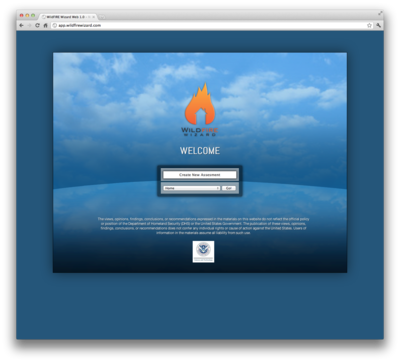 WildFIRE Wizard Web 1.0
app.wildfirewizard.com
WILDFIRE
WIZARD
WELCOME
Create New Assessment
Home
Go!
The views, opinions, findings, conclusions, or recommendations expressed in the materials on this website do not reflect the official policy
or position of the Department of Homeland Security (DHS) or the United States Government. The publication of these views, opinions,
findings, conclusions or recommendations does not confer any individual rights or cause of action against the United States. Users of
information in the materials assume all liability from such use.